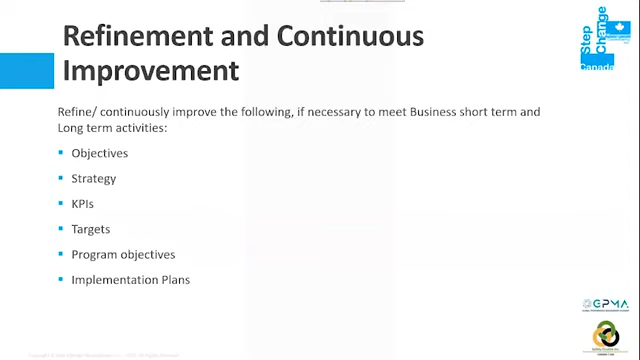 Refinement and Continuous
Improvement
Step
Change
Canada
Refine/ continuously improve the following, if necessary to meet Business short term and
Long term activities:
Objectives
Strategy
KPIs
Targets
Program objectives
Implementation Plans
GPMA